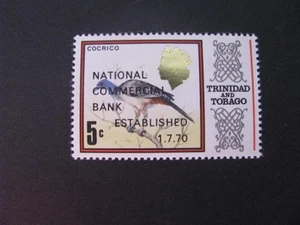 COCRICO
NATIONAL
COMMERCIAL
BANK
ESTABLISHED
1.7.70
5c
TRINIDAD
AND
TOBAGO